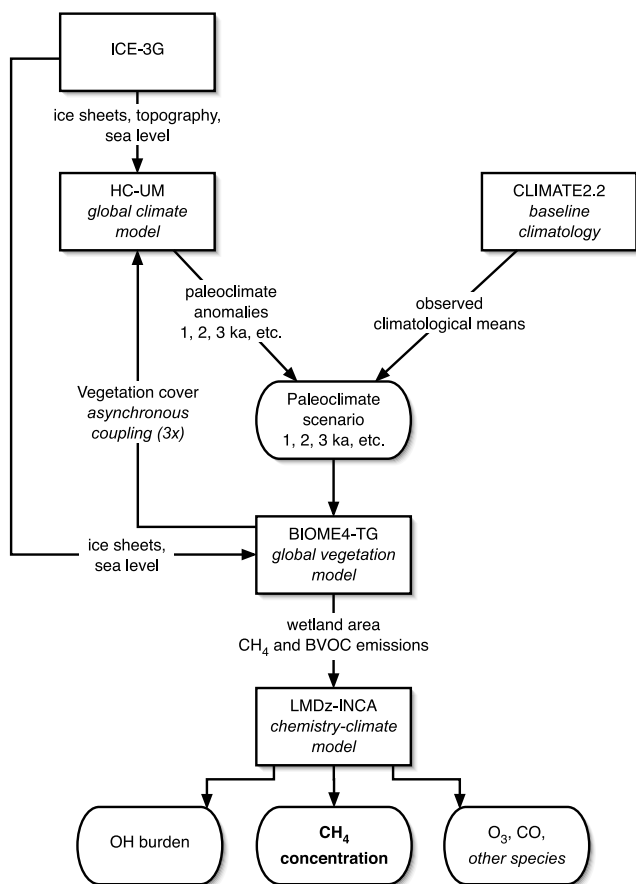 ICE-3G
ice sheets, topography,
sea level
HC-UM
global climate
model
CLIMATE2.2
baseline
climatology
paleoclimate
anomalies
1, 2, 3 ka, etc.
observed
climatological means
Vegetation cover
asynchronous
coupling (3x)
Paleoclimate
scenario
1, 2, 3 ka, etc.
BIOME4-TG
global vegetation
model
ice sheets,
sea level
wetland area
CH₄ and BVOC emissions
LMDz-INCA
chemistry-climate
model
OH burden
CH₄
concentration
O₃, CO,
other species